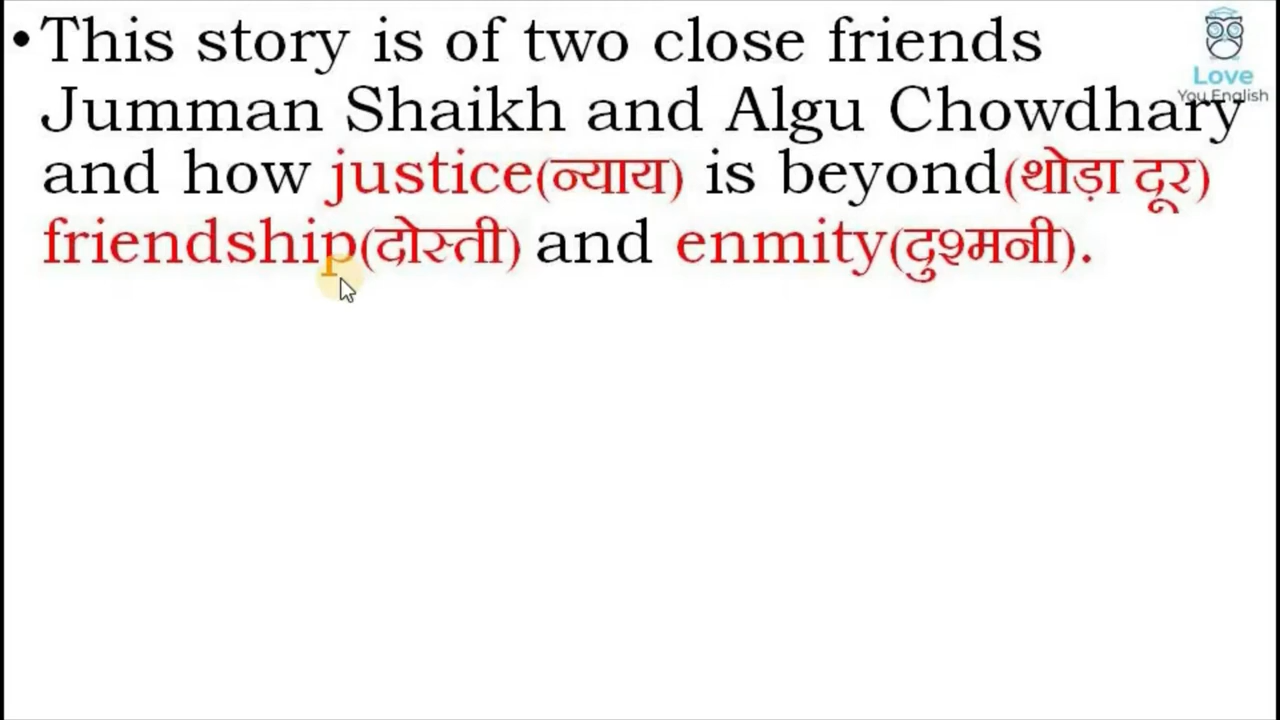 •This story is of two close friends
Jumman Shaikh and Algu Chowdhary
and how justice(न्याय) is beyond(थोड़ा दूर)
friendship(दोस्ती) and enmity(दुश्मनी).
Love
You English